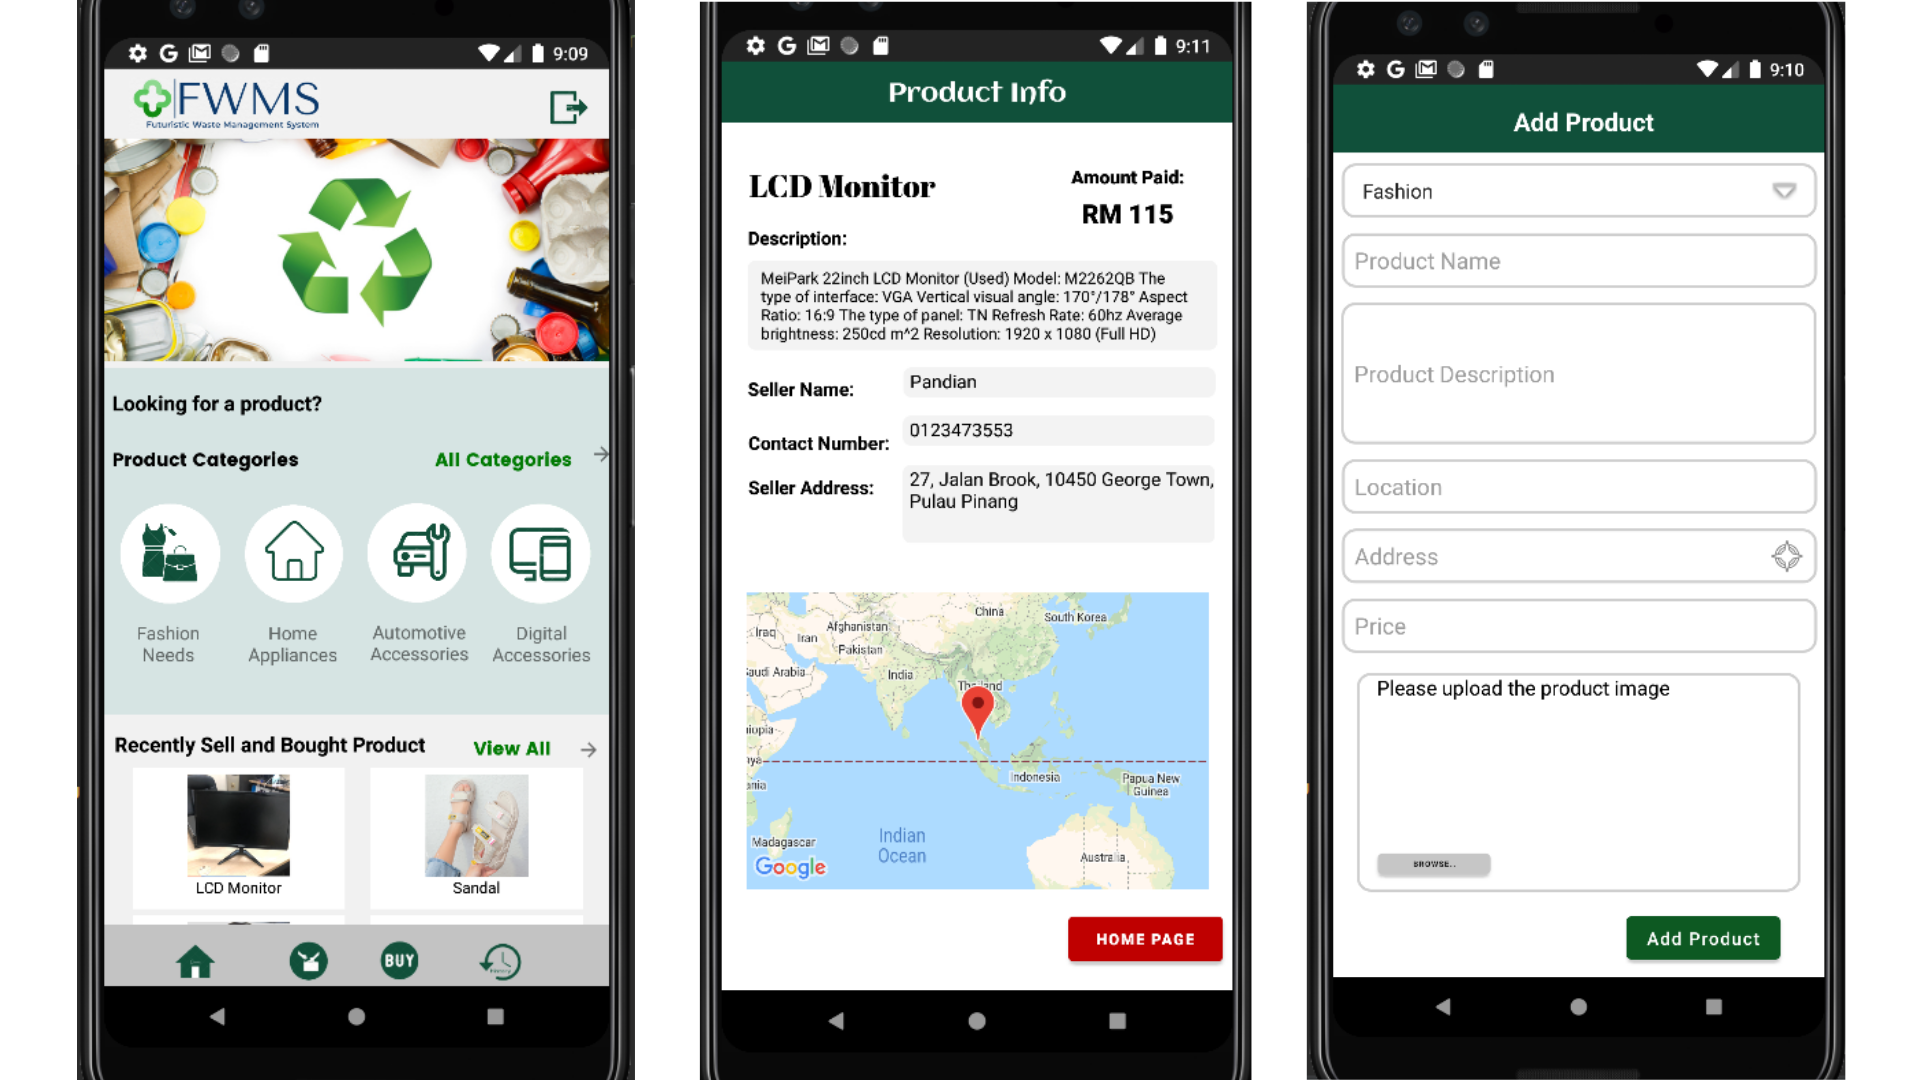 9:09
FWMS
Futuristic Waste Management System
Looking for a product?
Product Categories
All Categories
Fashion
Needs
Home
Appliances
Automotive
Accessories
Digital
Accessories
Recently Sell and Bought Product
View All
LCD Monitor
Sandal
BUY
9:11
Product Info
LCD Monitor
Amount Paid:
RM 115
Description:
MeiPark 22inch LCD Monitor (Used) Model: M2262QB The
type of interface: VGA Vertical visual angle: 170°/178° Aspect
Ratio: 16:9 The type of panel: TN Refresh Rate: 60hz Average
brightness: 250cd m^2 Resolution: 1920 x 1080 (Full HD)
Seller Name:
Pandian
Contact Number:
0123473553
Seller Address:
27, Jalan Brook, 10450 George Town,
Pulau Pinang
China
South Korea
Afghanistan
Iraq
Iran
Pakistan
audi Arabia
India
Thailand
iopia
nya
ania
Indonesia
Papua New
Guinea
Madagascar
Indian
Ocean
Australia
Google
HOME PAGE
9:10
Add Product
Fashion
Product Name
Product Description
Location
Address
Price
Please upload the product image
BROWSE..
Add Product